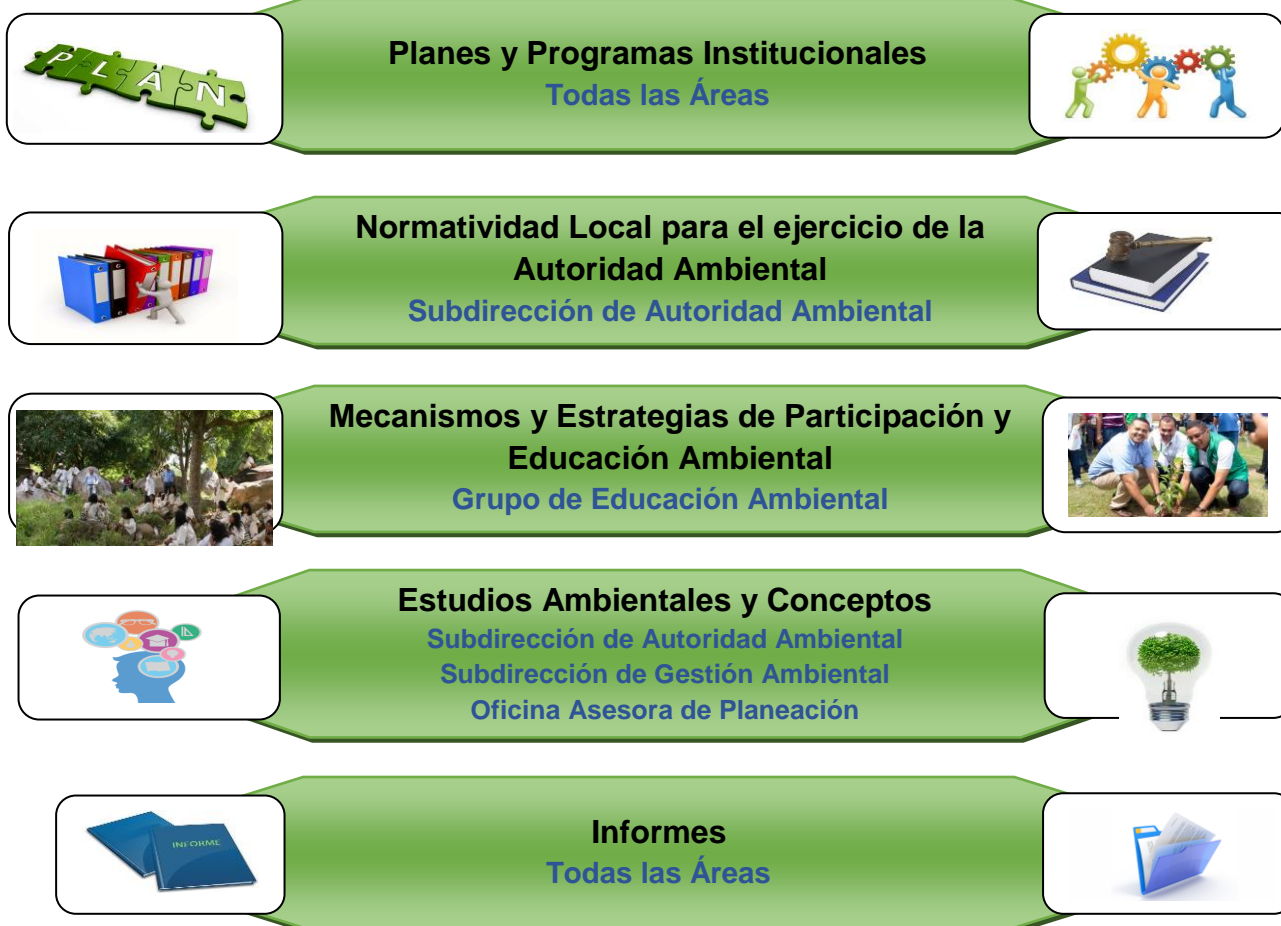 PLAN
Planes y Programas Institucionales
Todas las Áreas
Normatividad Local para el ejercicio de la
Autoridad Ambiental
Subdirección de Autoridad Ambiental
Mecanismos y Estrategias de Participación y
Educación Ambiental
Grupo de Educación Ambiental
Estudios Ambientales y Conceptos
Subdirección de Autoridad Ambiental
Subdirección de Gestión Ambiental
Oficina Asesora de Planeación
INFORME
Informes
Todas las Áreas